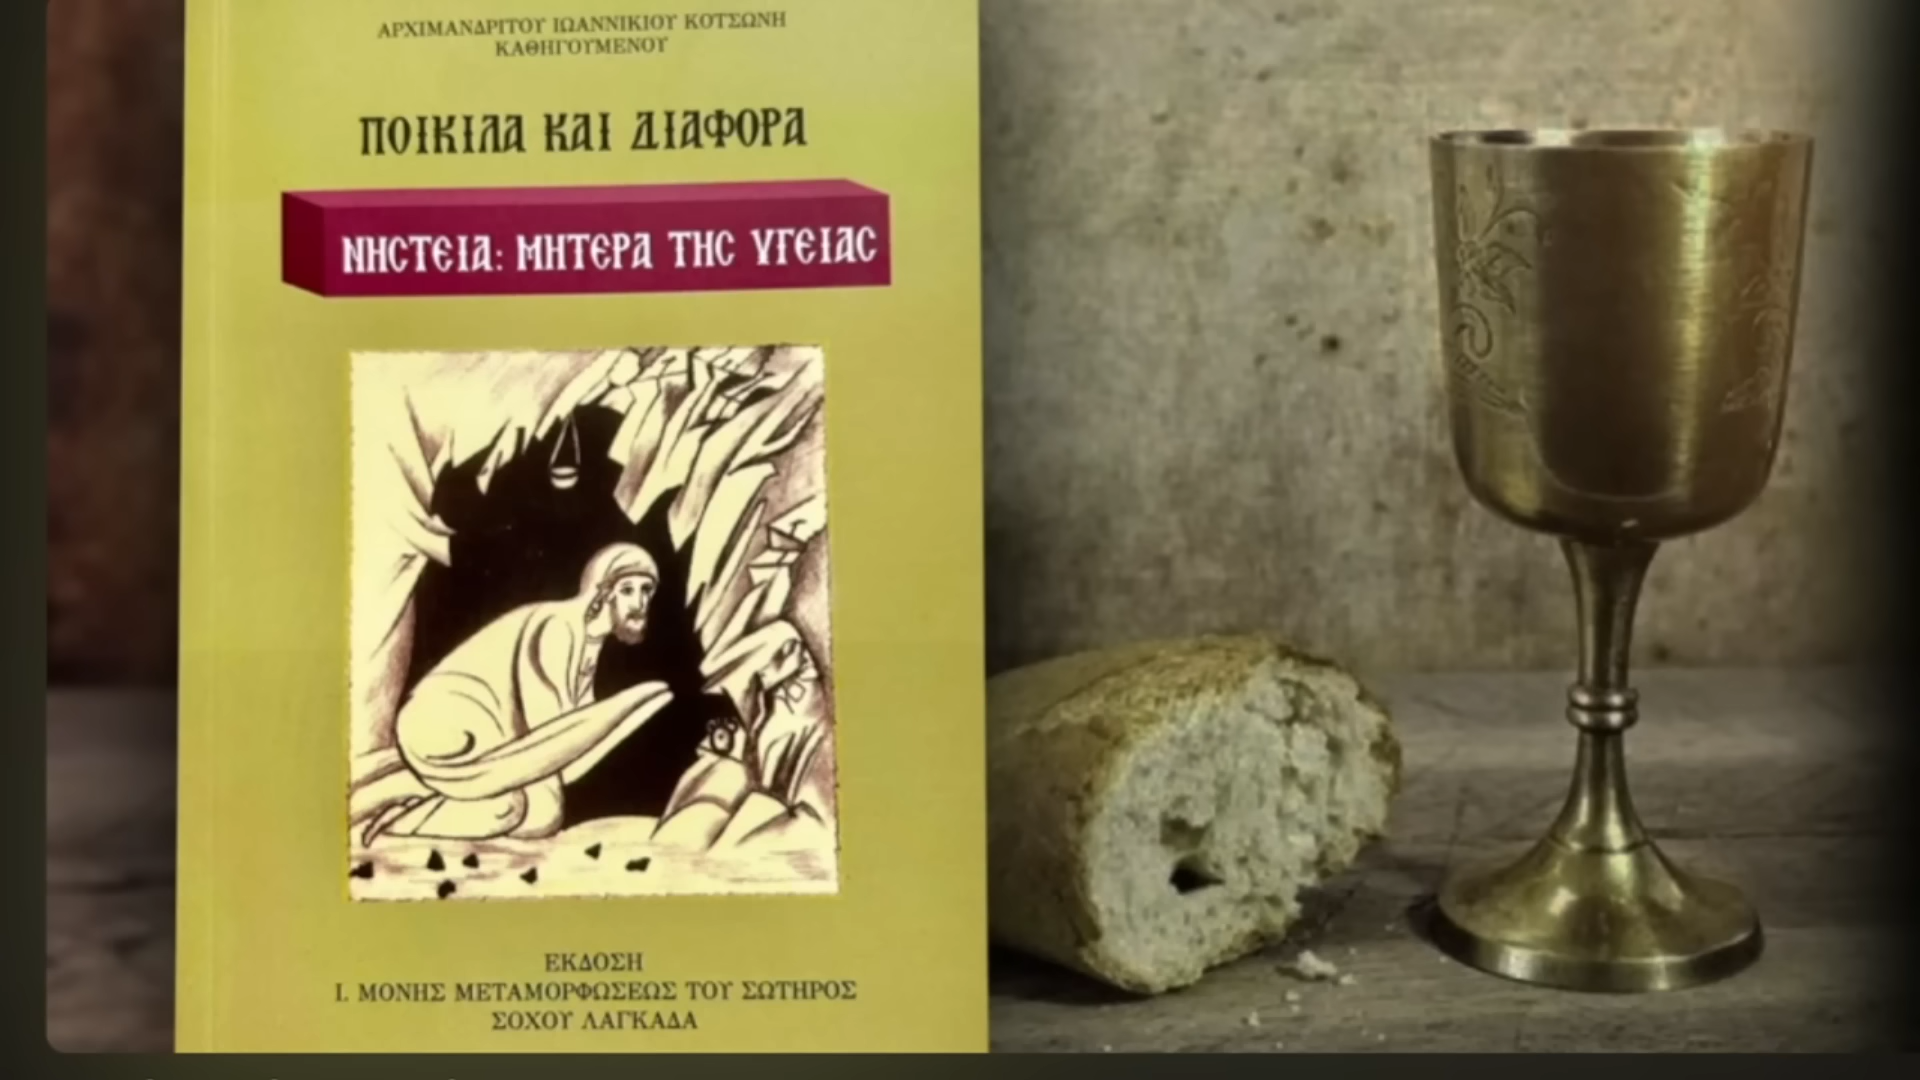 ΑΡΧΙΜΑΝΔΡΙΤΟΥ ΙΩΑΝΝΙΚΙΟΥ ΚΟΤΣΩΝΗ
ΚΑΘΗΓΟΥΜΕΝΟΥ
ΠΟΙΚΙΛΑ ΚΑΙ ΔΙΑΦΟΡΑ
ΝΗϹΤΕΙΑ: ΜΗΤΕΡΑ ΤΗϹ ΥΓΕΙΑϹ
ΕΚΔΟΣΗ
Ι. ΜΟΝΗΣ ΜΕΤΑΜΟΡΦΩΣΕΩΣ ΤΟΥ ΣΩΤΗΡΟΣ
ΣΟΧΟΥ ΛΑΓΚΑΔΑ